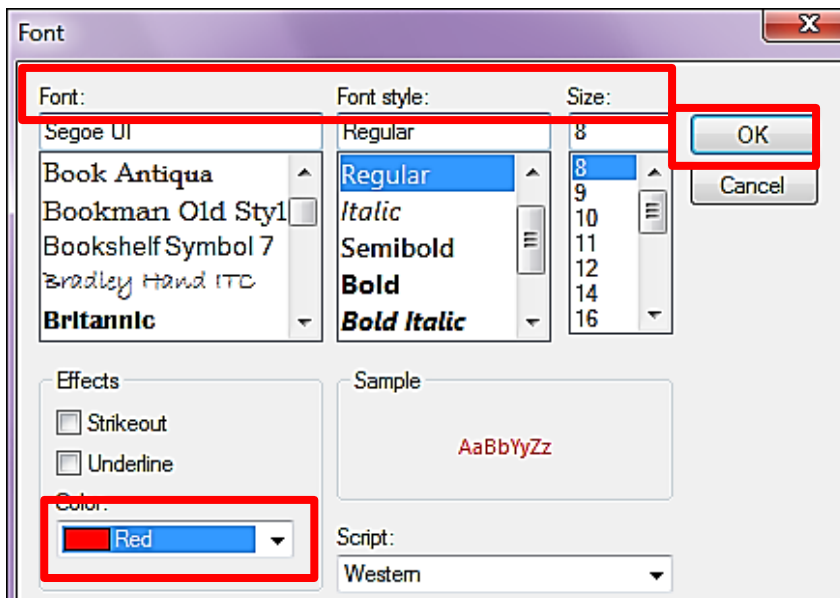 Font
X
Font: Font style: Size:
Segoe UI Regular 8
OK
Cancel
Book Antiqua
Bookman Old Styl
Bookshelf Symbol 7
Bradley Hand ITC
Britannic
Regular
Italic
Semibold
Bold
Bold Italic
8
9
10
11
12
14
16
Effects
Strikeout
Underline
Color:
Red
Sample
AaBbYyZz
Script:
Western